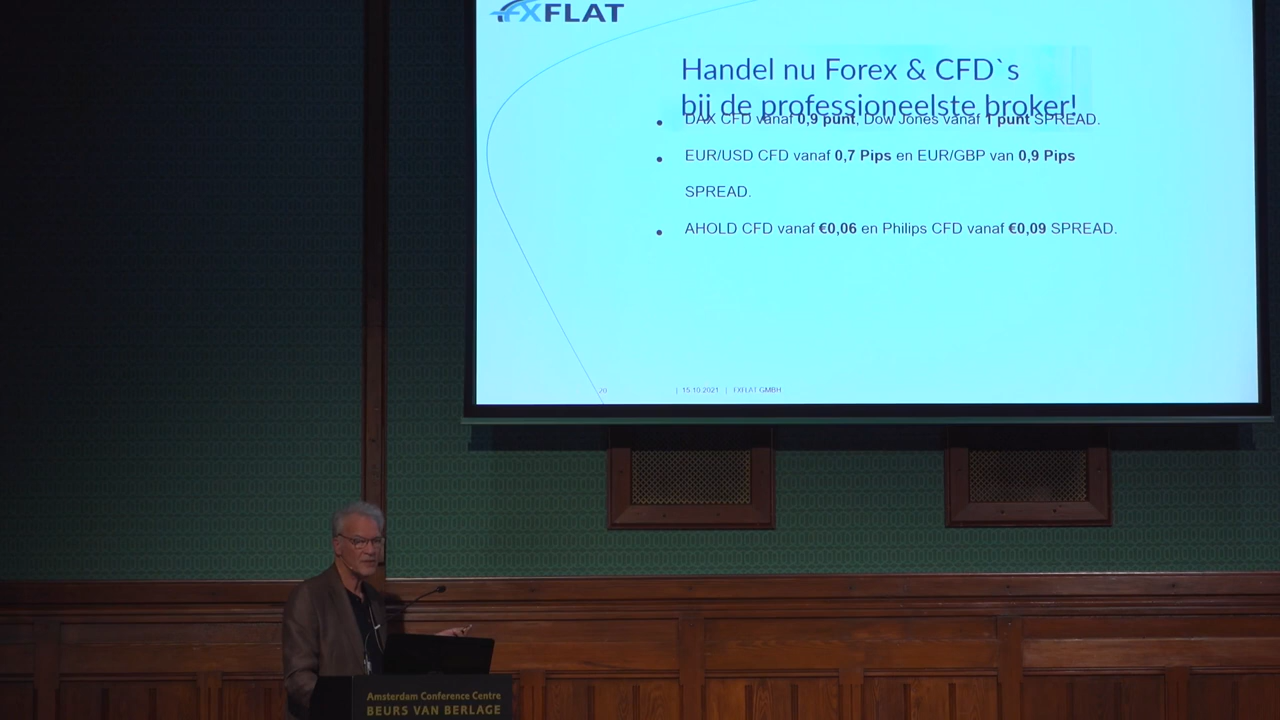 FXFLAT
Handel nu Forex & CFD`s
bij de professioneelste broker!
DAX CFD vanaf 0,9 punt, Dow Jones vanaf 1 punt SPREAD.
EUR/USD CFD vanaf 0,7 Pips en EUR/GBP van 0,9 Pips
SPREAD.
AHOLD CFD vanaf €0,06 en Philips CFD vanaf €0,09 SPREAD.
20 | 15.10.2021 | FXFLAT GMBH
Amsterdam Conference Centre
BEURS VAN BERLAGE